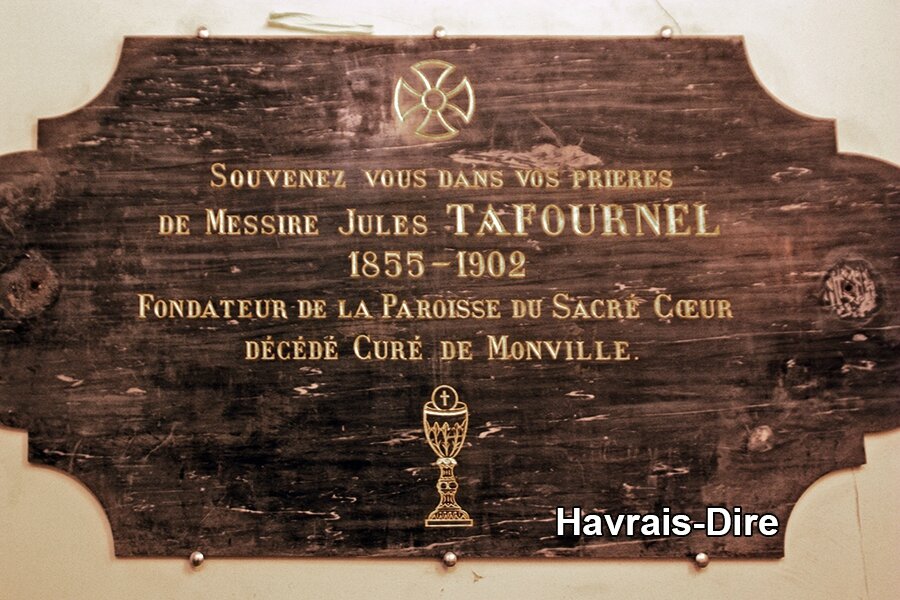 SOUVENEZ VOUS DANS VOS PRIERES
DE MESSIRE JULES TAFOURNEL
1855-1902
FONDATEUR DE LA PAROISSE DU SACRÉ CŒUR
DÉCÉDÉ CURÉ DE MONVILLE.
Havrais-Dire